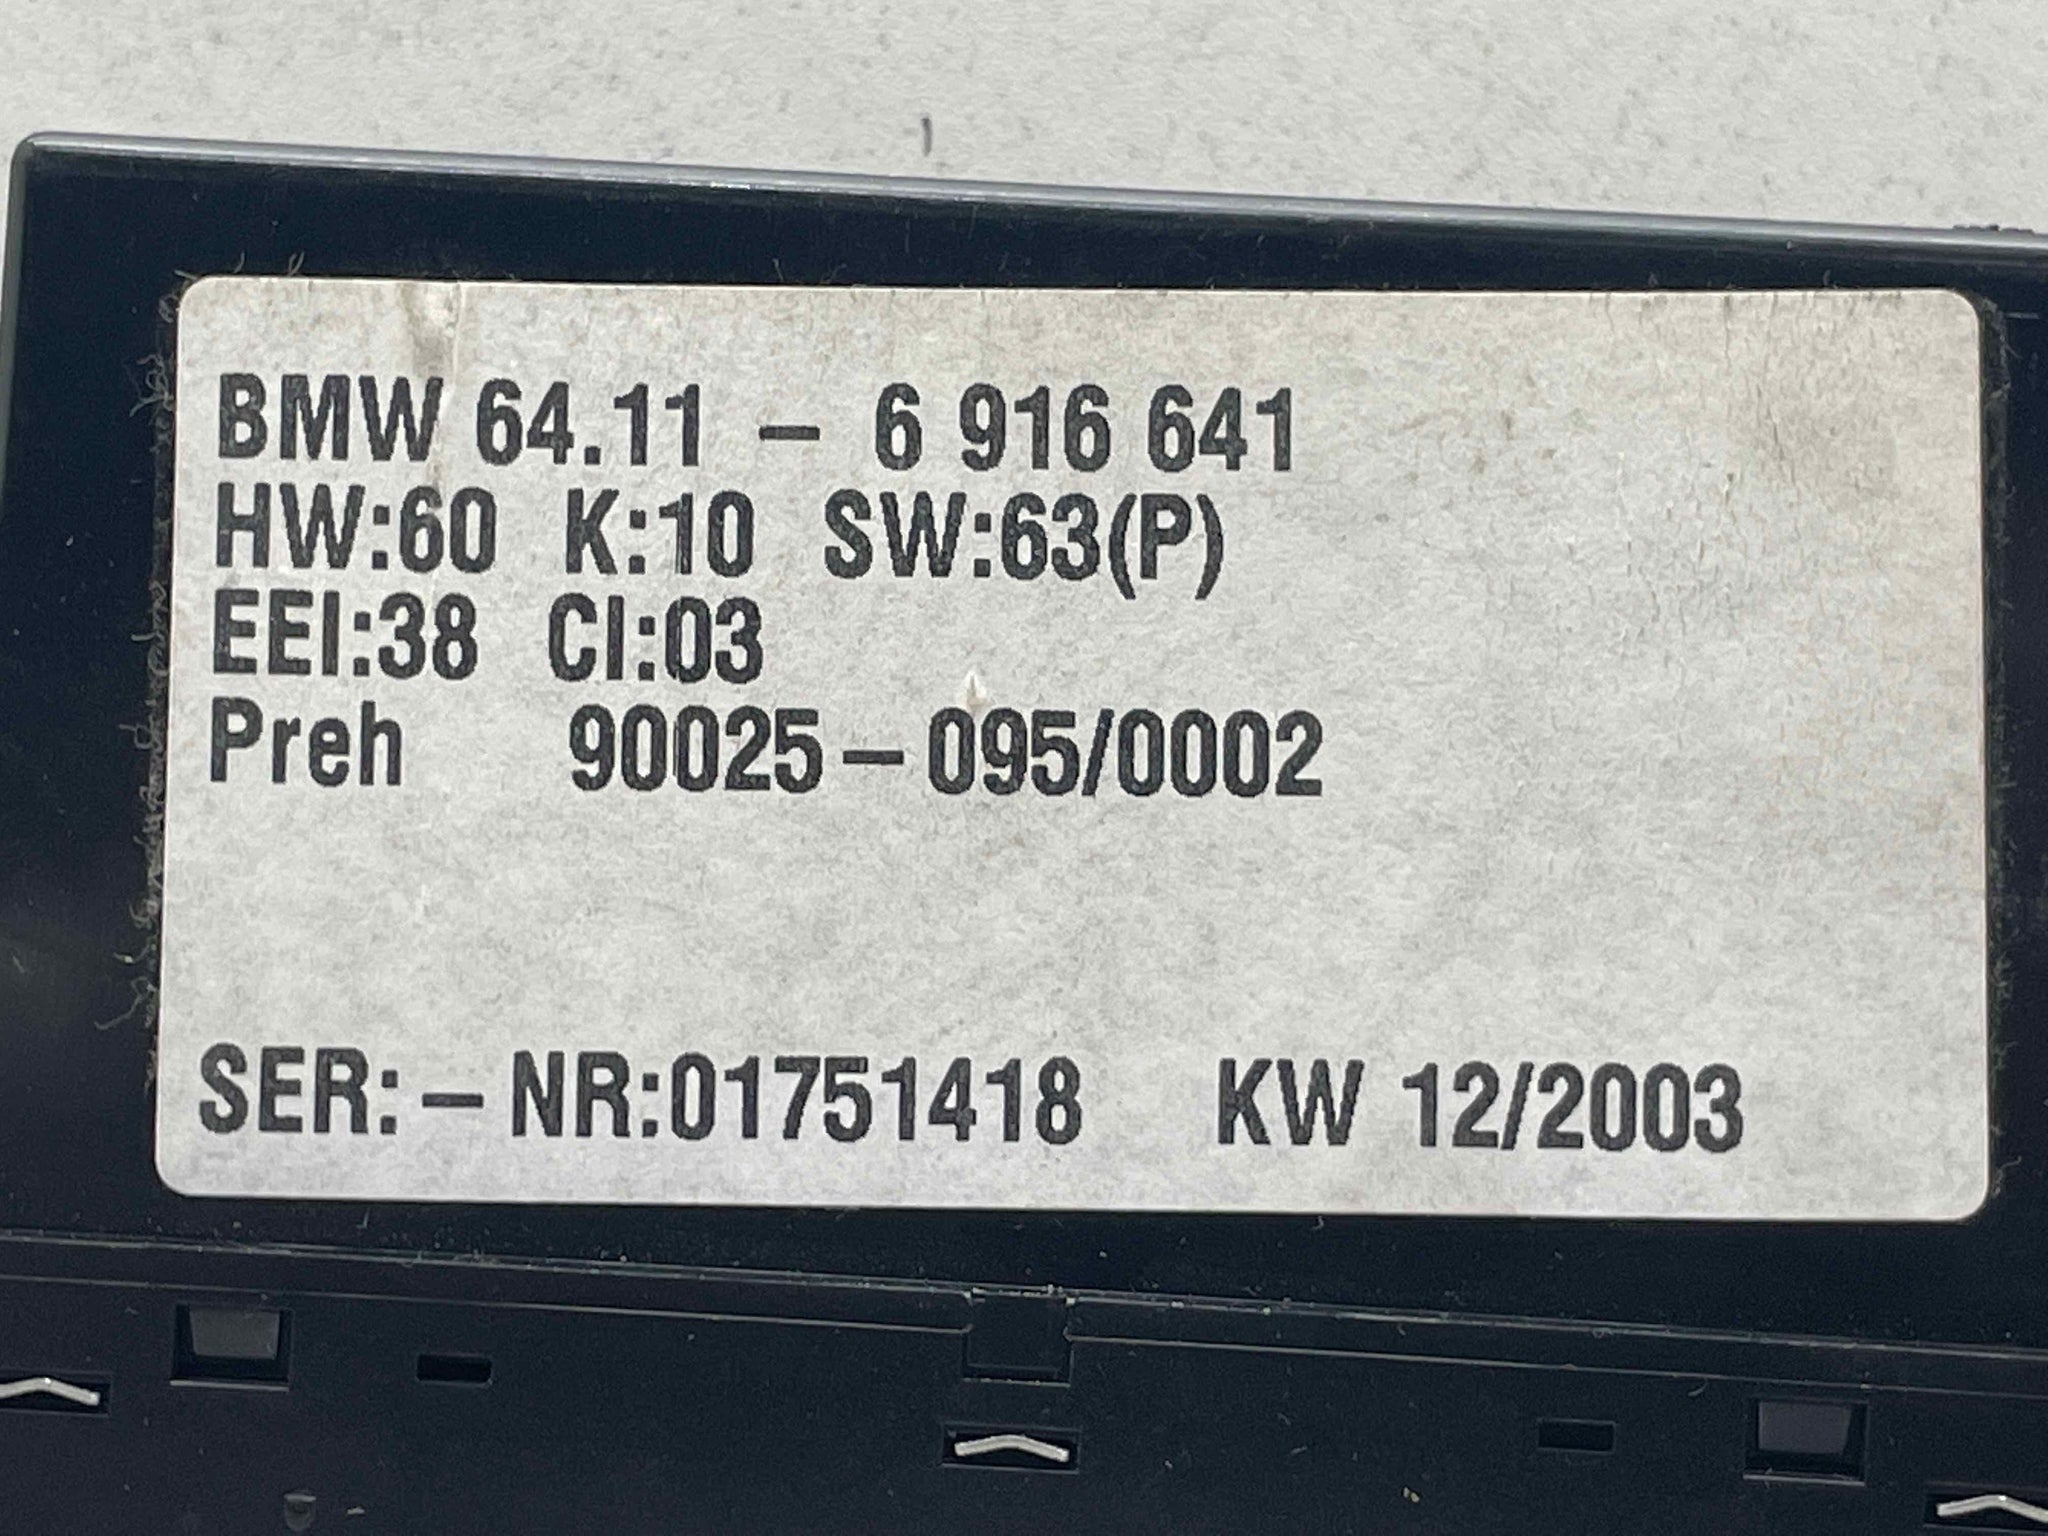 BMW 64.11 - 6 916 641
HW:60 K:10 SW:63(P)
EEI:38 CI:03
Preh 90025-095/0002
SER:-NR:01751418 KW 12/2003